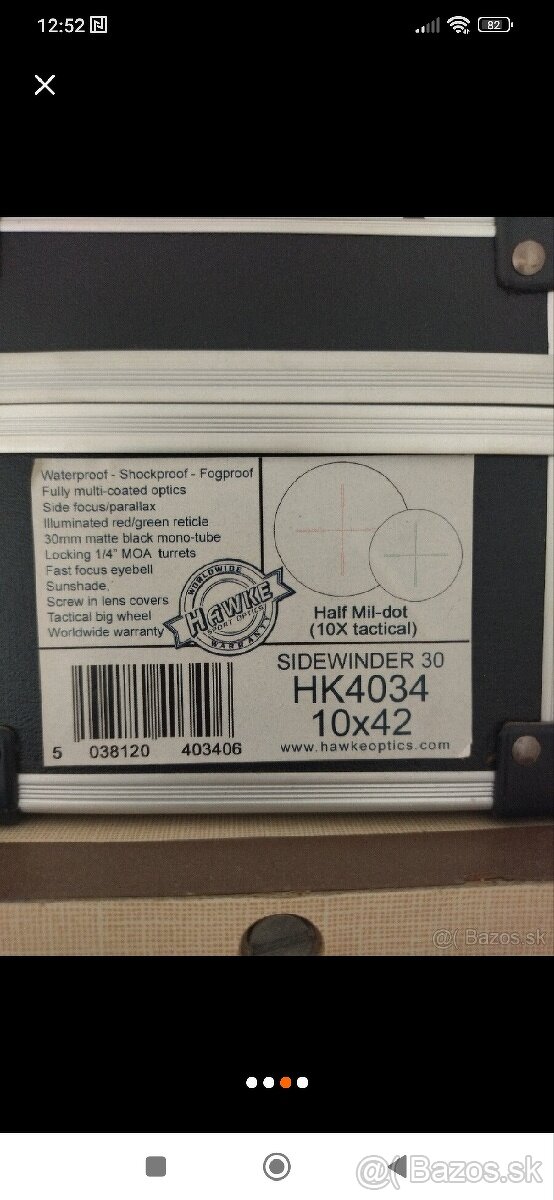 12:52
82
Waterproof - Shockproof - Fogproof
Fully multi-coated optics
Side focus/parallax
Illuminated red/green reticle
30mm matte black mono-tube
Locking 1/4" MOA turrets
Fast focus eyebell
Sunshade,
Screw in lens covers
Tactical big wheel
Worldwide warranty
WORLDWIDE
HAWKE
SPORT OPTICS
WARRANTY
Half Mil-dot
(10X tactical)
SIDEWINDER 30
HK4034
10x42
www.hawkeoptics.com
5 038120 403406
@( Bazos.sk
@( Bazos.sk